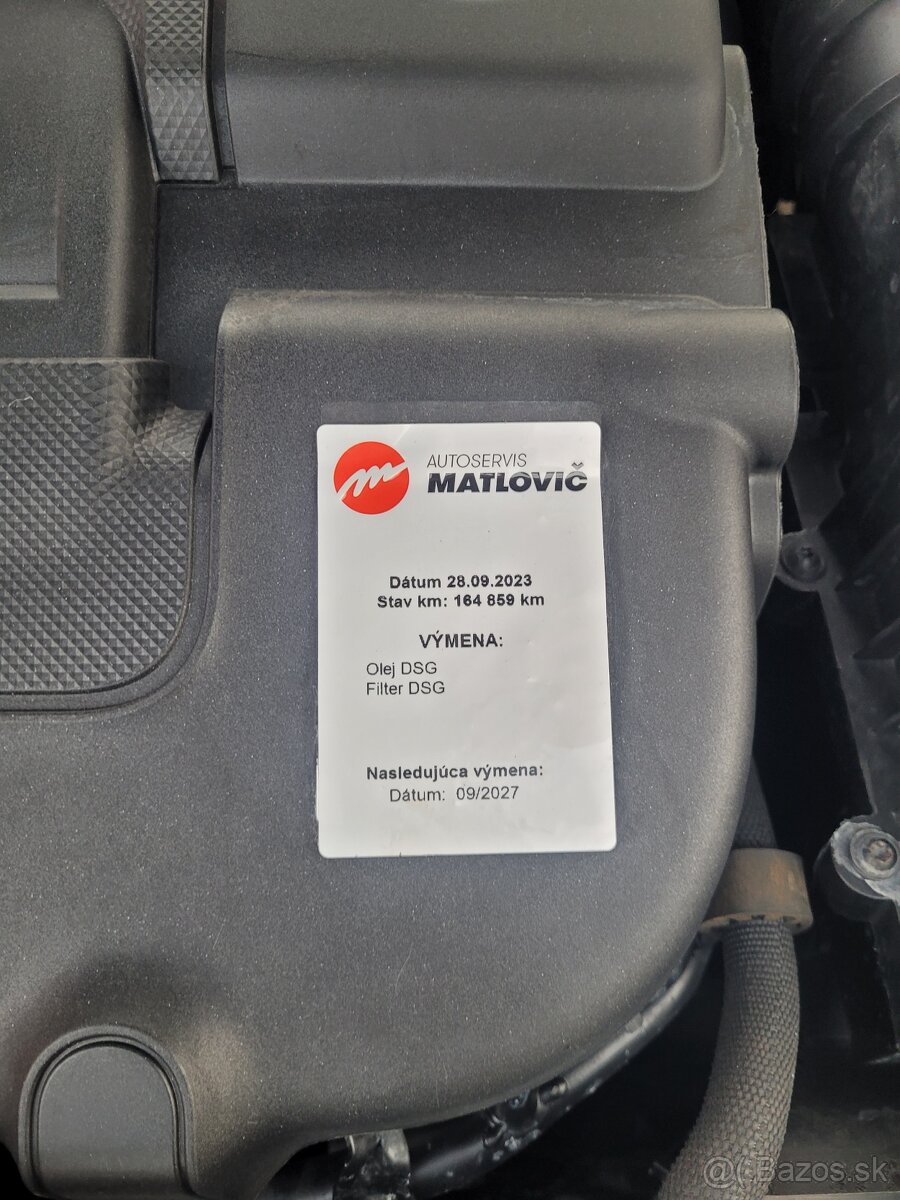 AUTOSERVIS
MATLOVIČ
Dátum 28.09.2023
Stav km: 164 859 km
VÝMENA:
Olej DSG
Filter DSG
Nasledujúca výmena:
Dátum: 09/2027
@(Bazos.sk